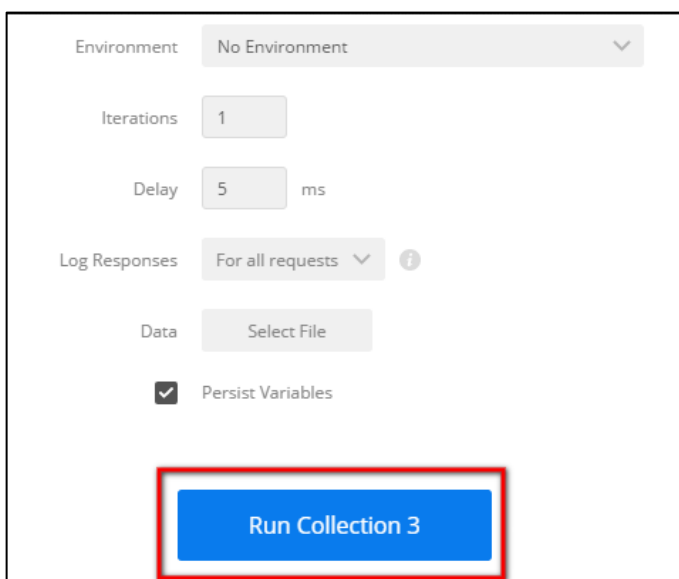 Environment No Environment
Iterations 1
Delay 5 ms
Log Responses For all requests
Data Select File
Persist Variables
Run Collection 3